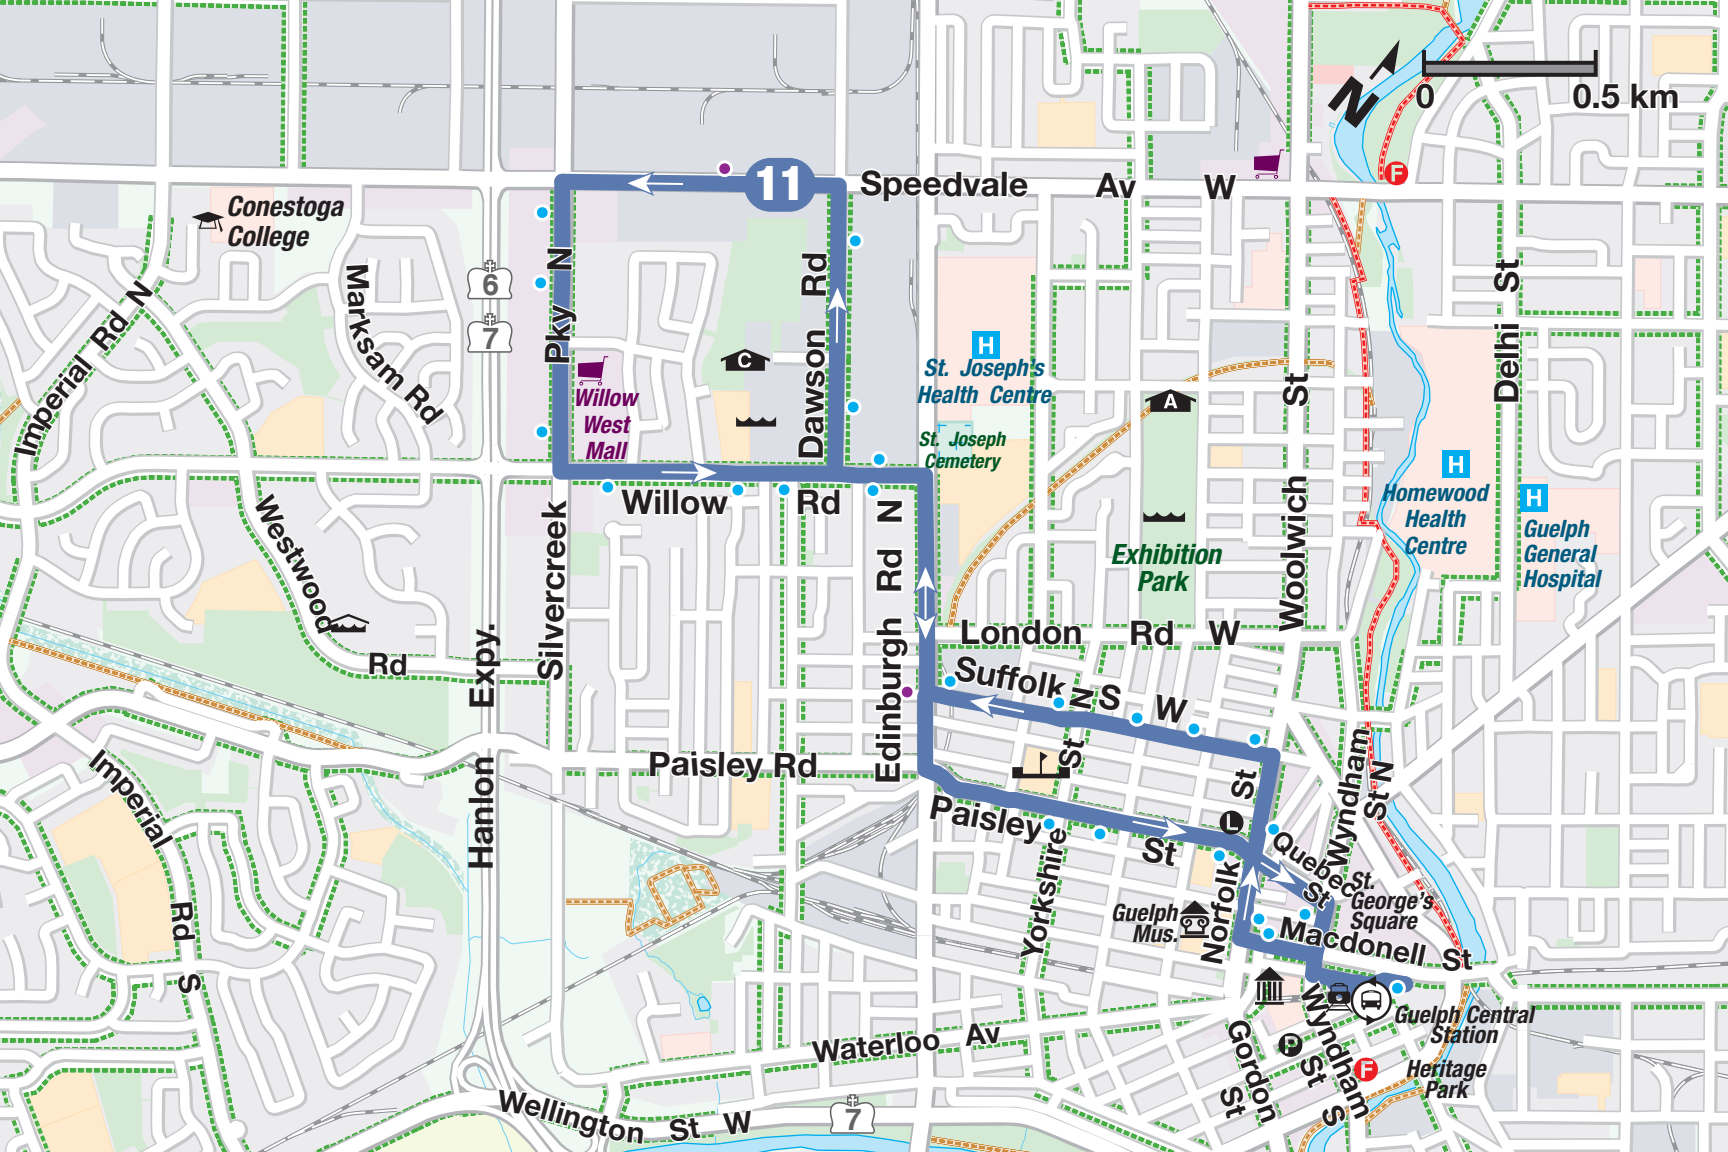 N
0
0.5 km
F
11
Speedvale
Av
W
Conestoga
College
6
7
Imperial Rd N
Marksam Rd
Silvercreek
Pky N
Dawson Rd
C
Willow
West
Mall
H
St. Joseph's
Health Centre
St. Joseph
Cemetery
A
Exhibition
Park
Woolwich
St
Delhi St
H
Homewood
Health
Centre
H
Guelph
General
Hospital
Willow
Rd
Westwood
Rd
Hanlon
Expy.
Edinburgh Rd N
London
Rd
W
Suffolk
S
W
Yorkshire
St
N
Paisley Rd
Paisley
St
Imperial
Rd
S
L
Norfolk
St
Quebec
St
Wyndham
St N
St.
George's
Square
Guelph
Mus.
Macdonell
St
Guelph Central
Station
Heritage
Park
F
P
Wyndham
St S
Gordon
St
Waterloo Av
Wellington St W
7